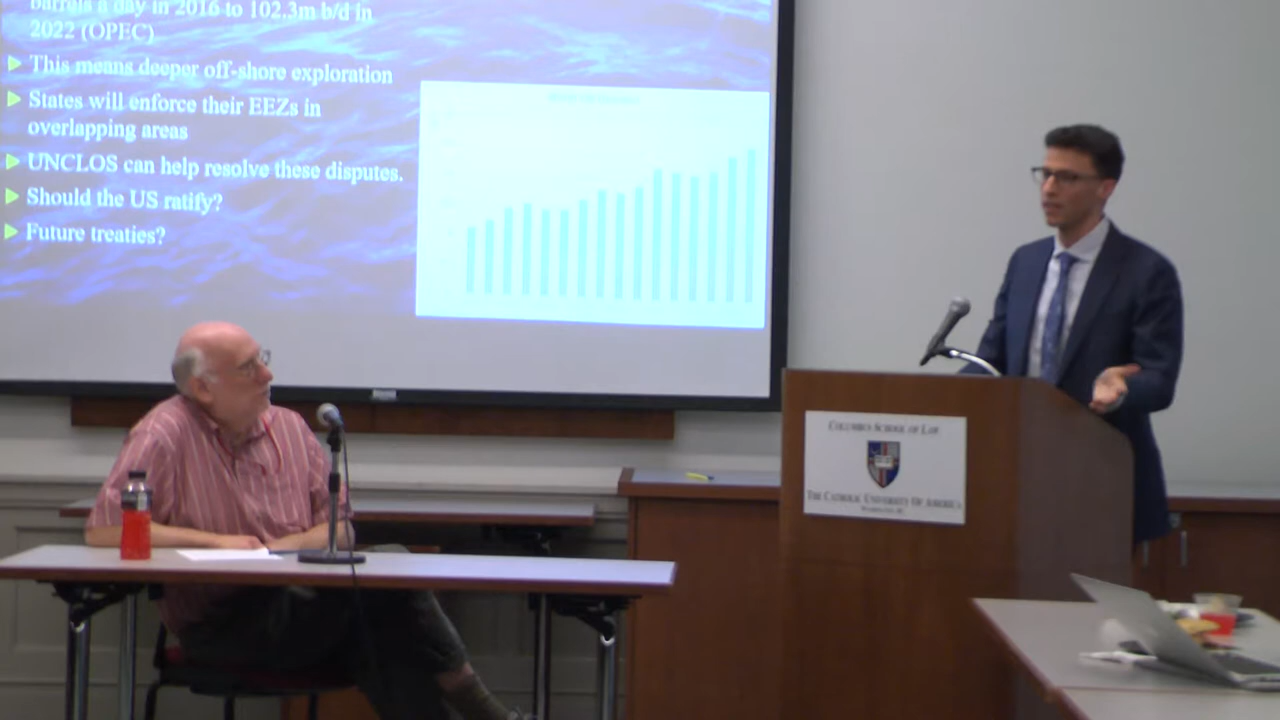 barrels a day in 2016 to 102.3m b/d in
2022 (OPEC)
This means deeper off-shore exploration
States will enforce their EEZs in
overlapping areas
UNCLOS can help resolve these disputes.
Should the US ratify?
Future treaties?
COLUMBUS SCHOOL OF LAW
THE CATHOLIC UNIVERSITY OF AMERICA